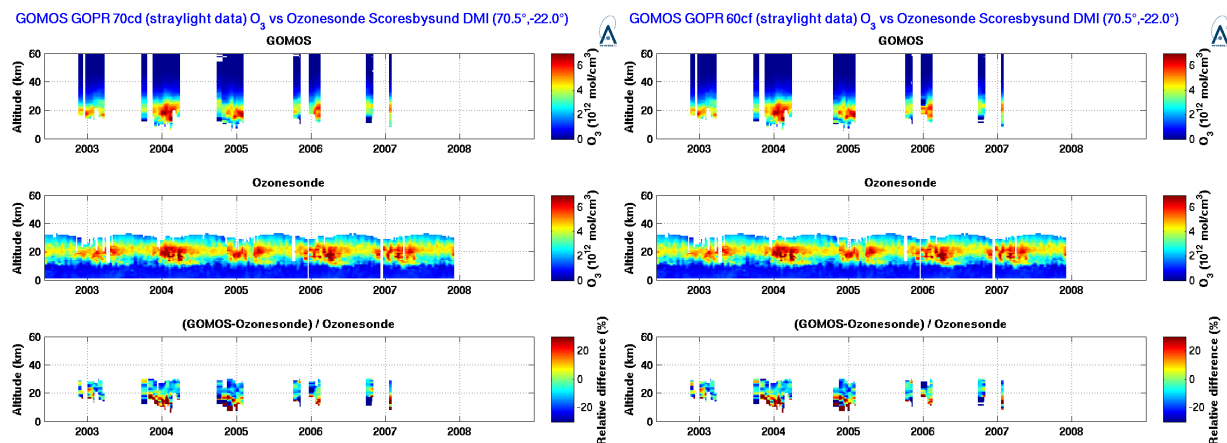 GOMOS GOPR 70cd (straylight data) O3 vs Ozonesonde Scoresbysund DMI (70.5°,-22.0°)
GOMOS
Altitude (km)
60
40
20
0
2003 2004 2005 2006 2007 2008
6
4
2
0
O3 (10^12 mol/cm^3)
Ozonesonde
Altitude (km)
60
40
20
0
2003 2004 2005 2006 2007 2008
6
4
2
0
O3 (10^12 mol/cm^3)
(GOMOS-Ozonesonde) / Ozonesonde
Altitude (km)
60
40
20
0
2003 2004 2005 2006 2007 2008
20
0
-20
Relative difference (%)
GOMOS GOPR 60cf (straylight data) O3 vs Ozonesonde Scoresbysund DMI (70.5°,-22.0°)
GOMOS
Altitude (km)
60
40
20
0
2003 2004 2005 2006 2007 2008
6
4
2
0
O3 (10^12 mol/cm^3)
Ozonesonde
Altitude (km)
60
40
20
0
2003 2004 2005 2006 2007 2008
6
4
2
0
O3 (10^12 mol/cm^3)
(GOMOS-Ozonesonde) / Ozonesonde
Altitude (km)
60
40
20
0
2003 2004 2005 2006 2007 2008
20
0
-20
Relative difference (%)